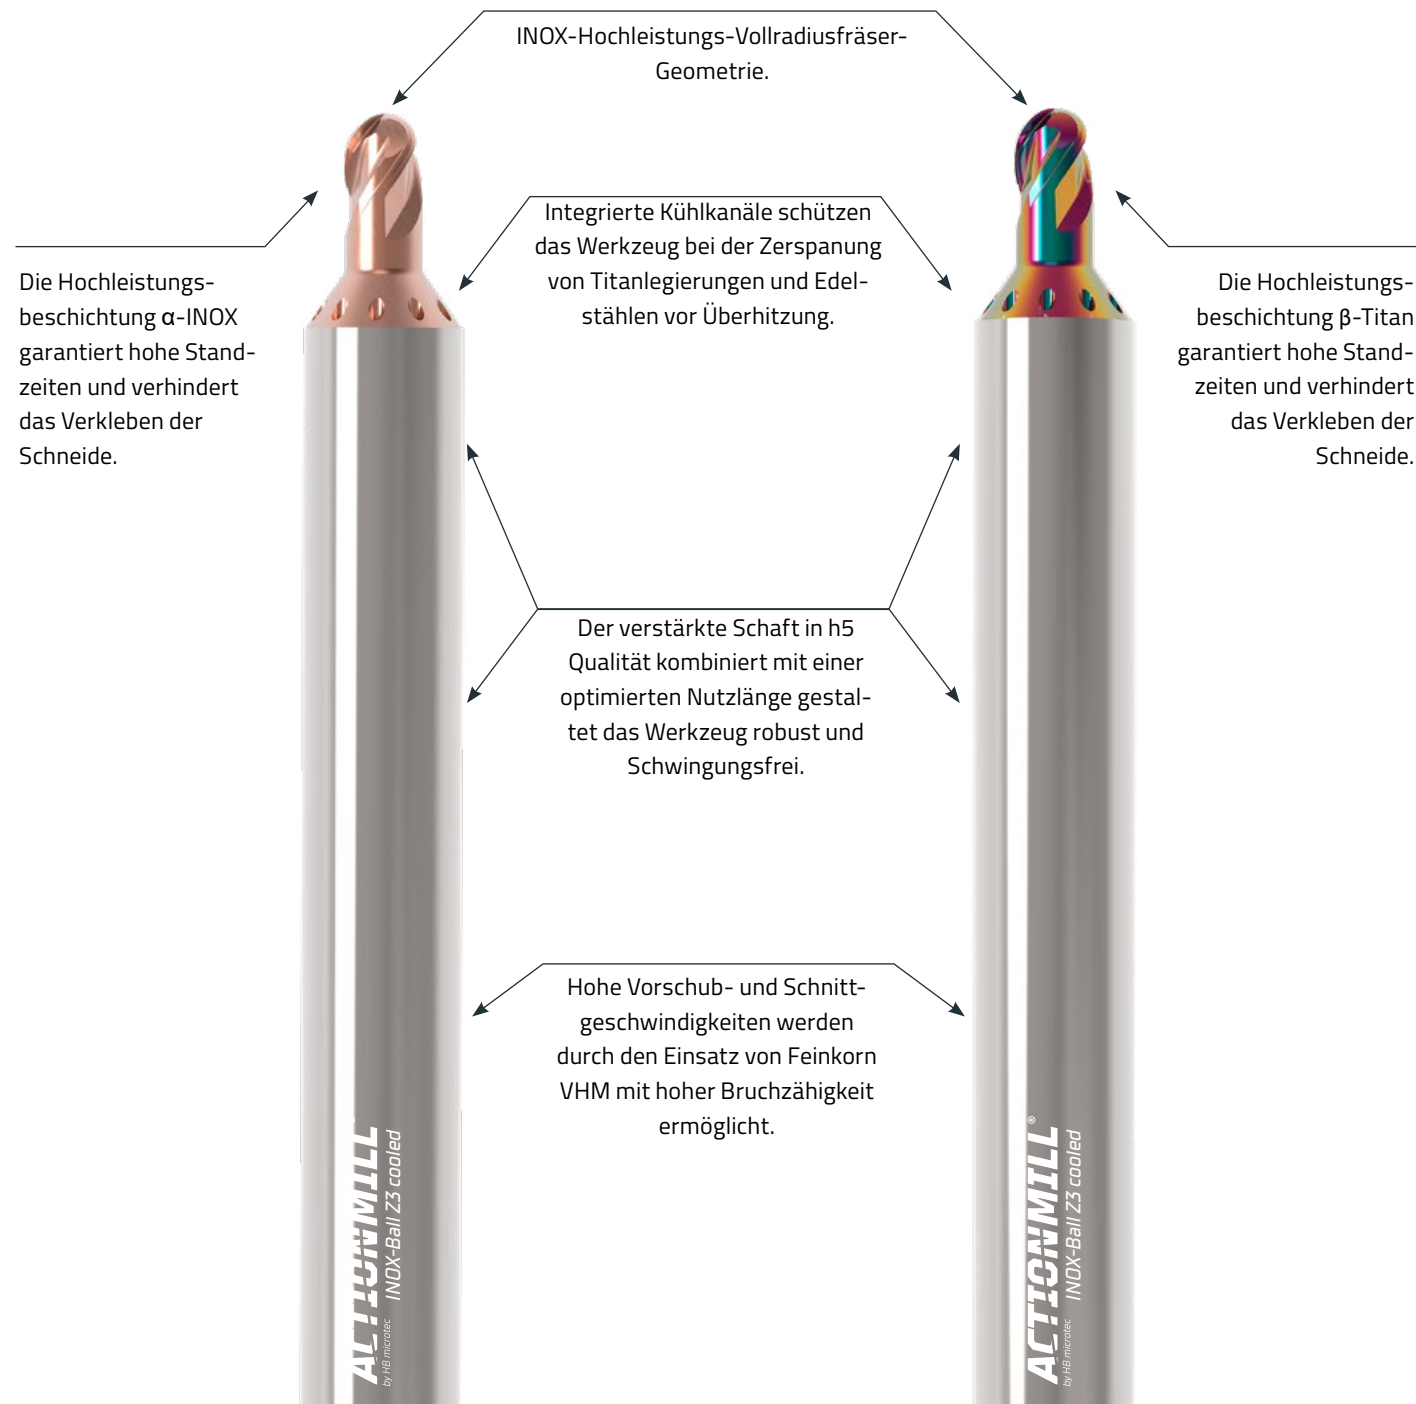 INOX-Hochleistungs-Vollradiusfräser-
Geometrie.
Integrierte Kühlkanäle schützen
das Werkzeug bei der Zerspanung
von Titanlegierungen und Edel-
stählen vor Überhitzung.
Die Hochleistungs-
beschichtung α-INOX
garantiert hohe Stand-
zeiten und verhindert
das Verkleben der
Schneide.
Die Hochleistungs-
beschichtung β-Titan
garantiert hohe Stand-
zeiten und verhindert
das Verkleben der
Schneide.
Der verstärkte Schaft in h5
Qualität kombiniert mit einer
optimierten Nutzlänge gestal-
tet das Werkzeug robust und
Schwingungsfrei.
Hohe Vorschub- und Schnitt-
geschwindigkeiten werden
durch den Einsatz von Feinkorn
VHM mit hoher Bruchzähigkeit
ermöglicht.
ACTIONMILL
by HB microtec
INOX-Ball Z3 cooled
ACTIONMILL®
by HB microtec
INOX-Ball Z3 cooled